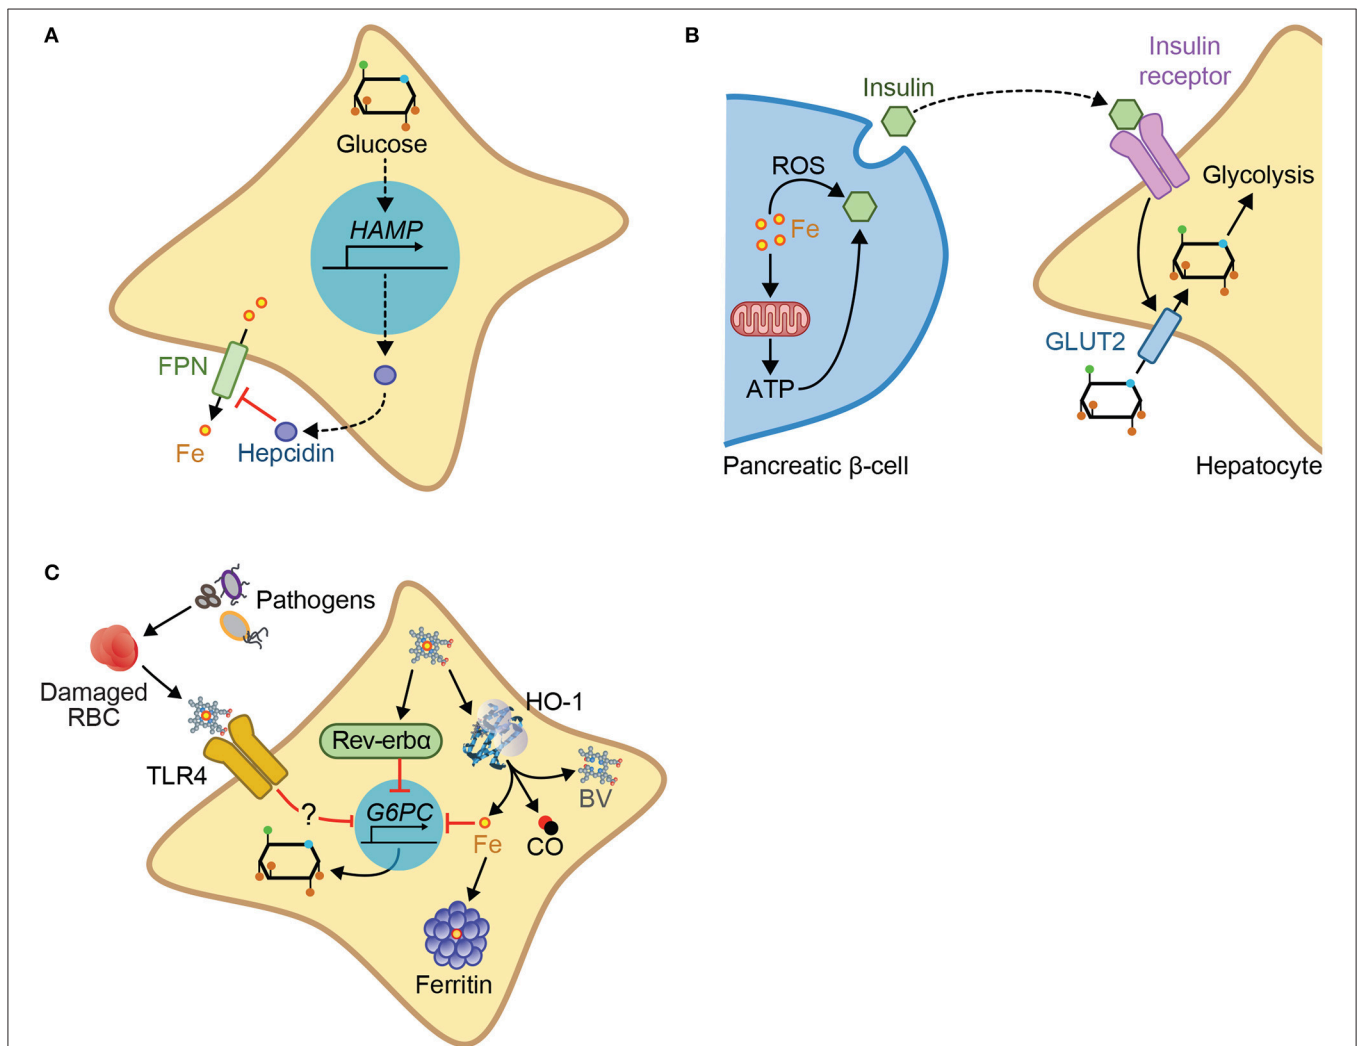 A
Glucose
HAMP
FPN
Fe
Hepcidin
B
Insulin
receptor
Insulin
ROS
Fe
Glycolysis
GLUT2
ATP
Pancreatic β-cell
Hepatocyte
C
Pathogens
Damaged
RBC
TLR4
HO-1
Rev-erbα
BV
?
G6PC
Fe
CO
Ferritin